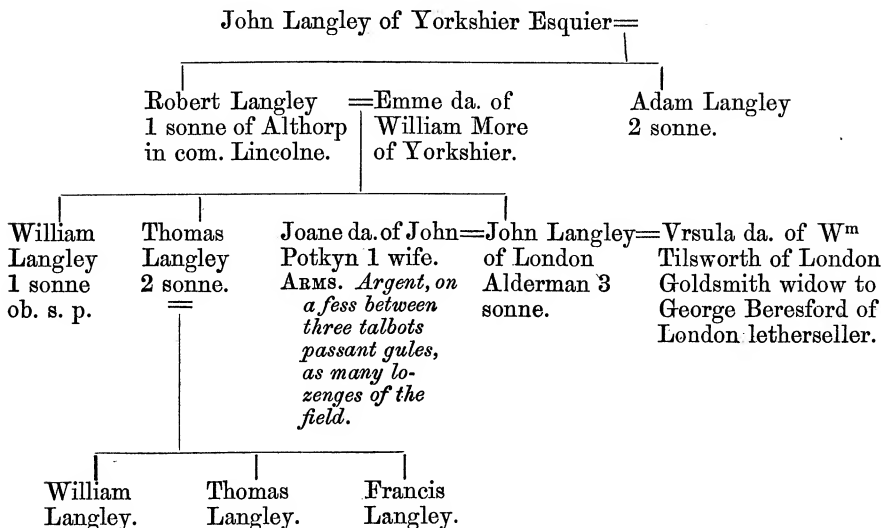 John Langley of Yorkshier Esquier=
Robert Langley
1 sonne of Althorp
in com. Lincolne.
=Emme da. of
William More
of Yorkshier.
Adam Langley
2 sonne.
William
Langley
1 sonne
ob. s. p.
Thomas
Langley
2 sonne.
=
Joane da. of John
Potkyn 1 wife.
ARMS. Argent, on
a fess between
three talbots
passant gules,
as many lo-
zenges of the
field.
=John Langley
of London
Alderman 3
sonne.
=Vrsula da. of Wᵐ
Tilsworth of London
Goldsmith widow to
George Beresford of
London letherseller.
William
Langley.
Thomas
Langley.
Francis
Langley.